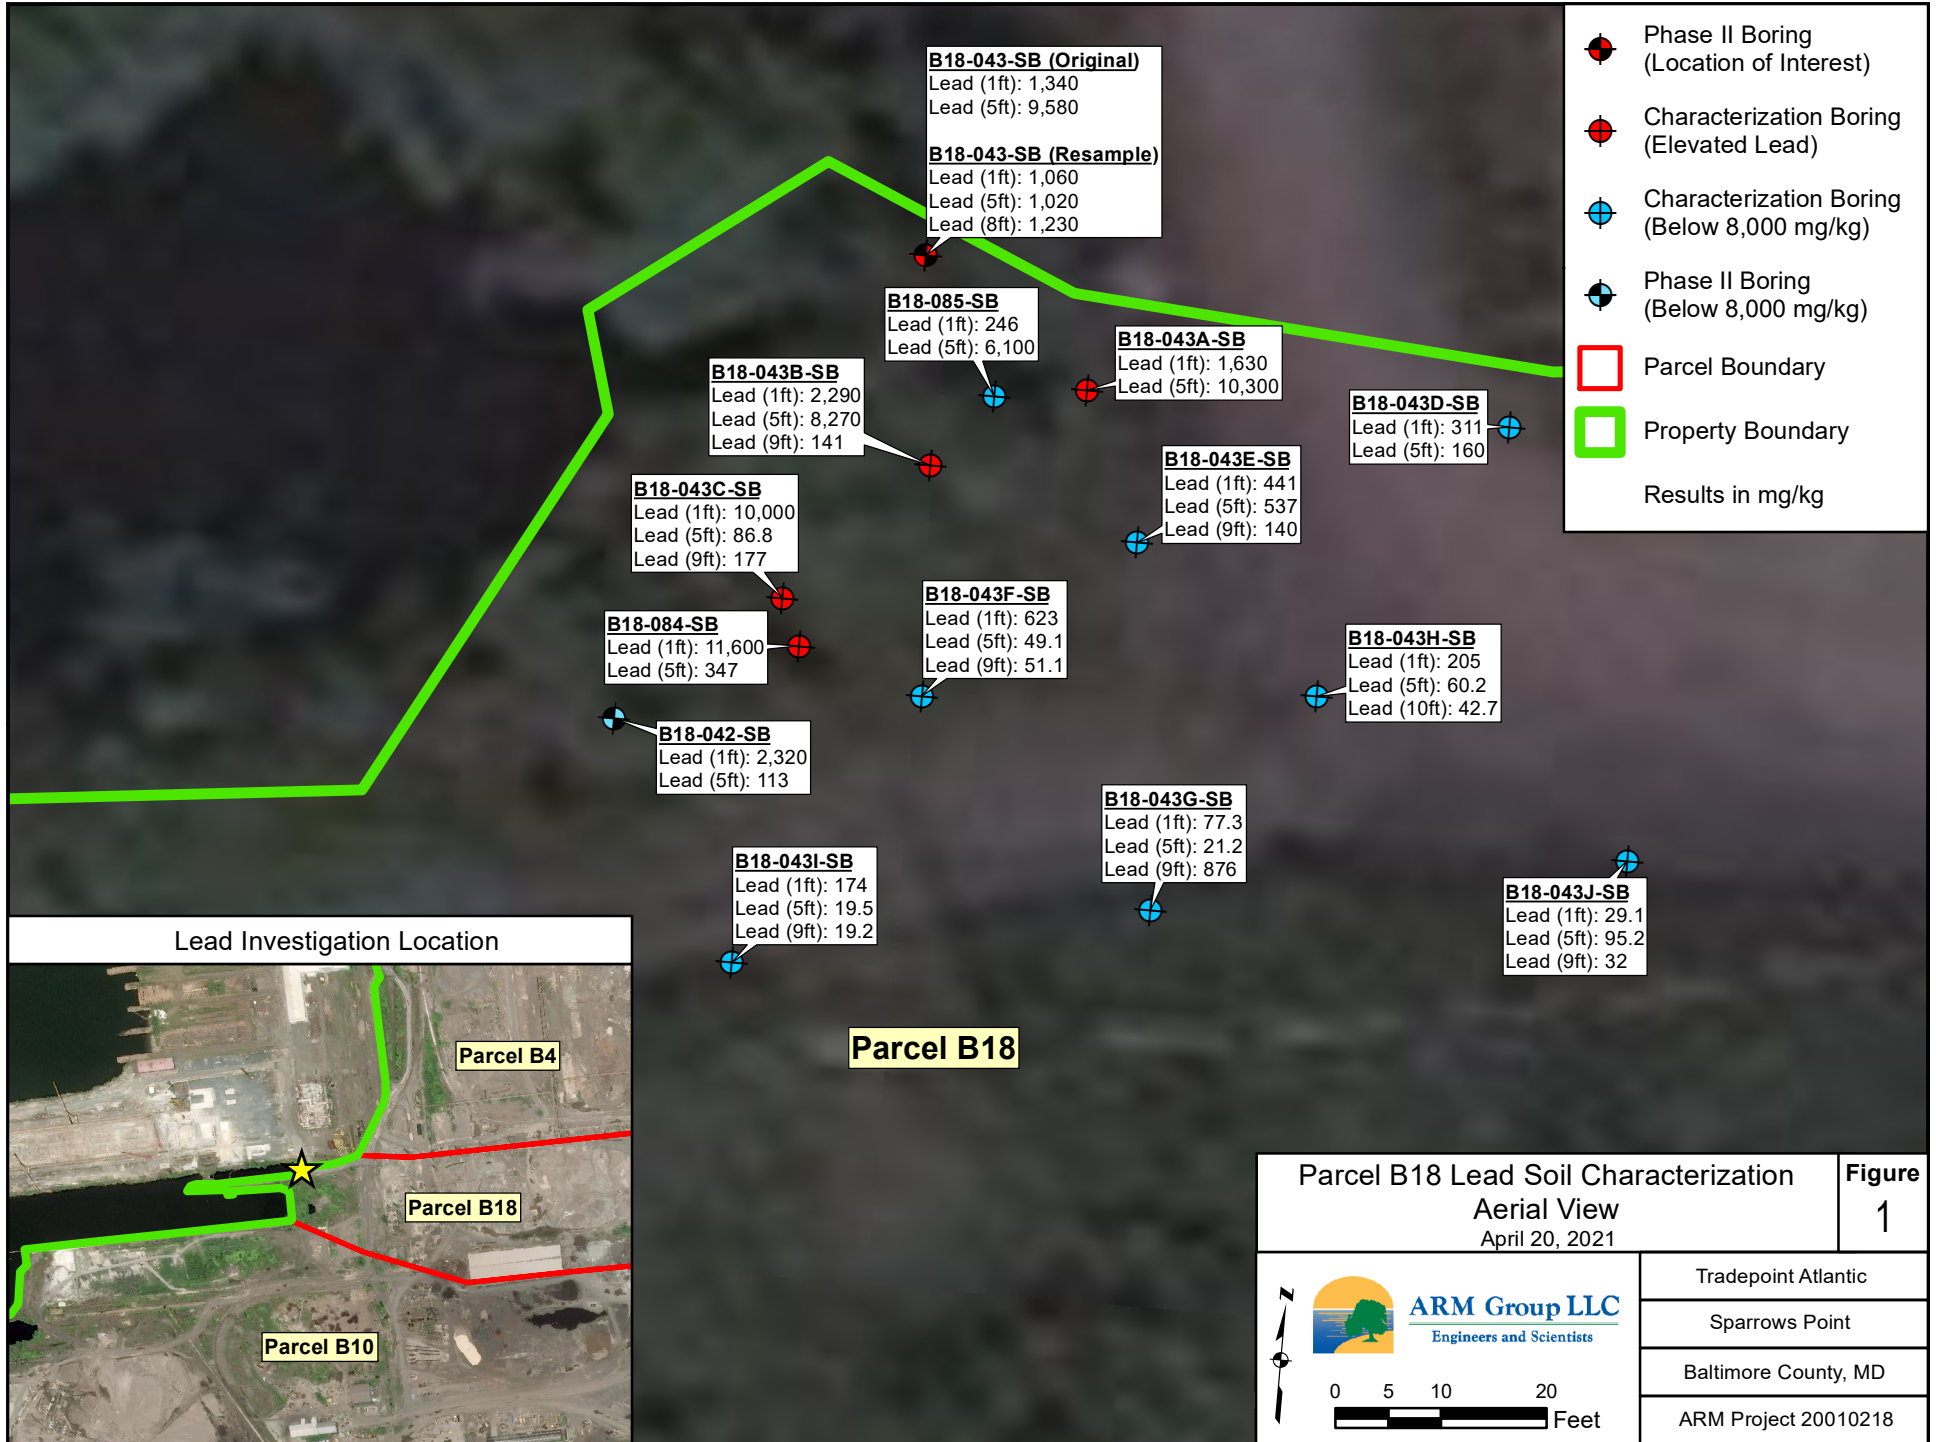 B18-043-SB (Original)
Lead (1ft): 1,340
Lead (5ft): 9,580
B18-043-SB (Resample)
Lead (1ft): 1,060
Lead (5ft): 1,020
Lead (8ft): 1,230
B18-085-SB
Lead (1ft): 246
Lead (5ft): 6,100
B18-043A-SB
Lead (1ft): 1,630
Lead (5ft): 10,300
B18-043B-SB
Lead (1ft): 2,290
Lead (5ft): 8,270
Lead (9ft): 141
B18-043D-SB
Lead (1ft): 311
Lead (5ft): 160
B18-043E-SB
Lead (1ft): 441
Lead (5ft): 537
Lead (9ft): 140
B18-043C-SB
Lead (1ft): 10,000
Lead (5ft): 86.8
Lead (9ft): 177
B18-043F-SB
Lead (1ft): 623
Lead (5ft): 49.1
Lead (9ft): 51.1
B18-084-SB
Lead (1ft): 11,600
Lead (5ft): 347
B18-043H-SB
Lead (1ft): 205
Lead (5ft): 60.2
Lead (10ft): 42.7
B18-042-SB
Lead (1ft): 2,320
Lead (5ft): 113
B18-043G-SB
Lead (1ft): 77.3
Lead (5ft): 21.2
Lead (9ft): 876
B18-043I-SB
Lead (1ft): 174
Lead (5ft): 19.5
Lead (9ft): 19.2
B18-043J-SB
Lead (1ft): 29.1
Lead (5ft): 95.2
Lead (9ft): 32
Parcel B18
Phase II Boring
(Location of Interest)
Characterization Boring
(Elevated Lead)
Characterization Boring
(Below 8,000 mg/kg)
Phase II Boring
(Below 8,000 mg/kg)
Parcel Boundary
Property Boundary
Results in mg/kg
Lead Investigation Location
Parcel B4
Parcel B18
Parcel B10
Parcel B18 Lead Soil Characterization
Aerial View
April 20, 2021
Figure
1
Z
ARM Group LLC
Engineers and Scientists
0 5 10 20
Feet
Tradepoint Atlantic
Sparrows Point
Baltimore County, MD
ARM Project 20010218